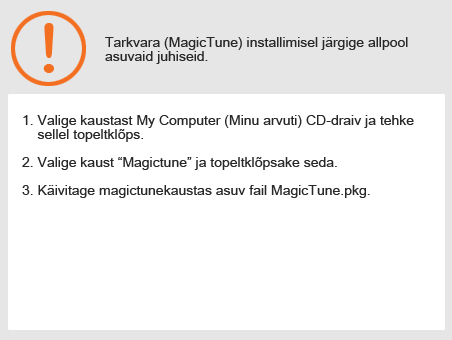 Tarkvara (MagicTune) installimisel järgige allpool
asuvaid juhiseid.
1. Valige kaustast My Computer (Minu arvuti) CD-draiv ja tehke
sellel topeltklõps.
2. Valige kaust “Magictune” ja topeltklõpsake seda.
3. Käivitage magictunekaustas asuv fail MagicTune.pkg.